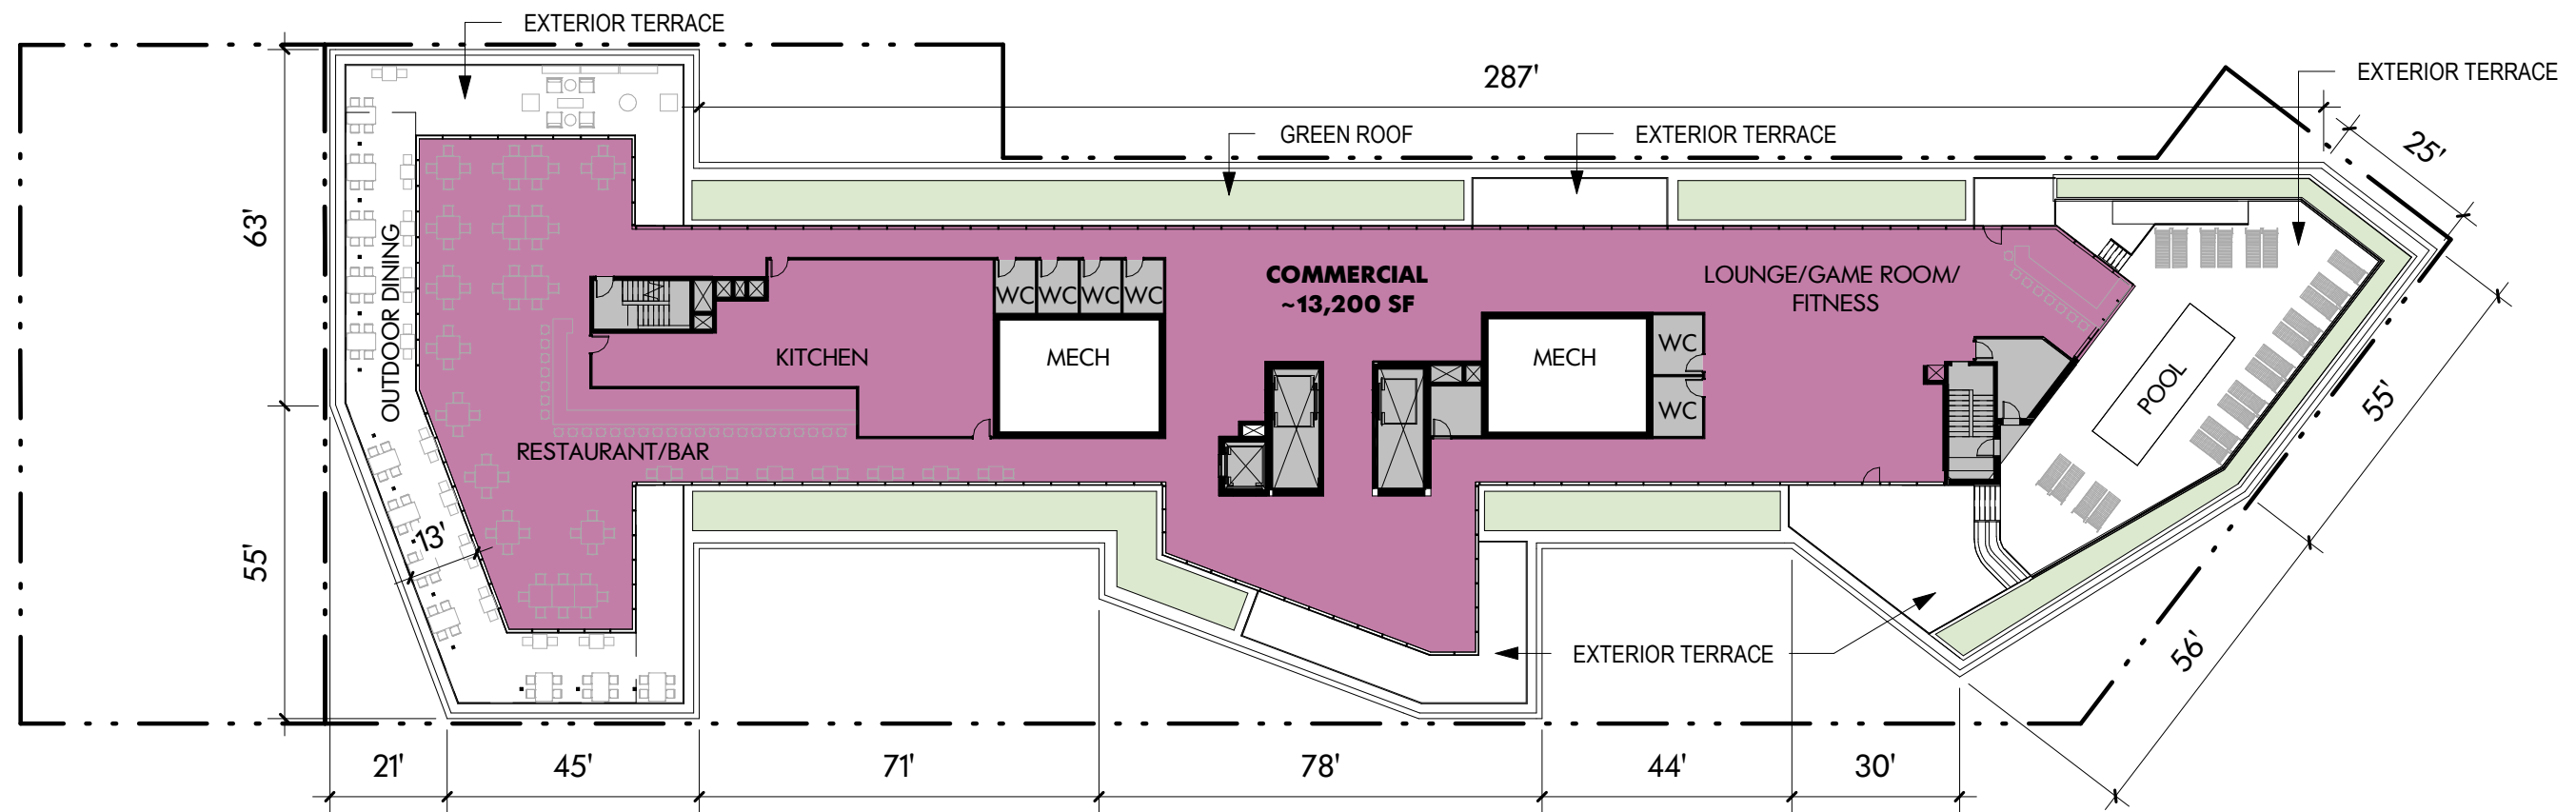 EXTERIOR TERRACE
287'
EXTERIOR TERRACE
GREEN ROOF
EXTERIOR TERRACE
25'
63'
OUTDOOR DINING
COMMERCIAL
~13,200 SF
LOUNGE/GAME ROOM/
FITNESS
WC
WC
WC
WC
KITCHEN
MECH
MECH
WC
WC
POOL
55'
RESTAURANT/BAR
13'
55'
EXTERIOR TERRACE
56'
21'
45'
71'
78'
44'
30'